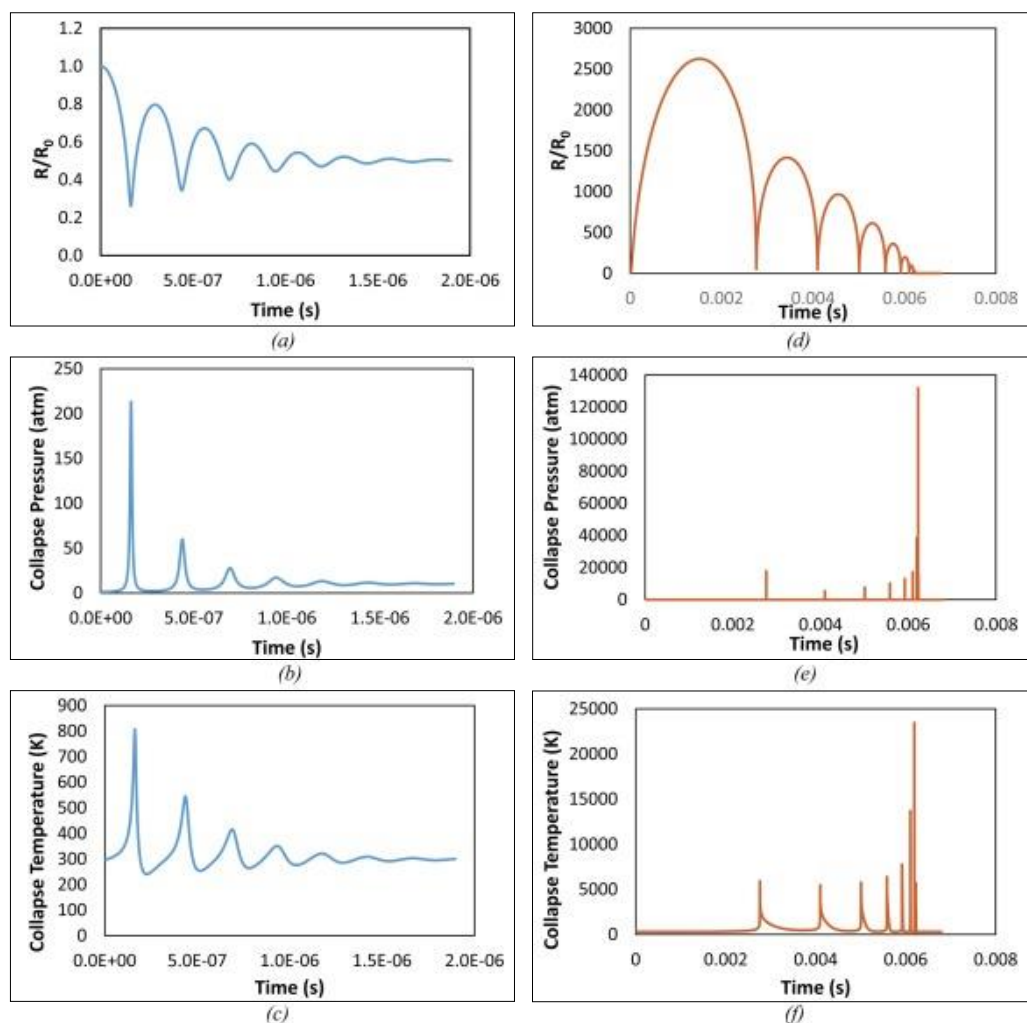 1.2
1.0
0.8
0.6
0.4
0.2
0.0
R/R₀
0.0E+00 5.0E-07 1.0E-06 1.5E-06 2.0E-06
Time (s)
(a)
3000
2500
2000
1500
1000
500
0
R/R₀
0 0.002 0.004 0.006 0.008
Time (s)
(d)
250
200
150
100
50
0
Collapse Pressure (atm)
0.0E+00 5.0E-07 1.0E-06 1.5E-06 2.0E-06
Time (s)
(b)
140000
120000
100000
80000
60000
40000
20000
0
Collapse Pressure (atm)
0 0.002 0.004 0.006 0.008
Time (s)
(e)
900
800
700
600
500
400
300
200
100
0
Collapse Temperature (K)
0.0E+00 5.0E-07 1.0E-06 1.5E-06 2.0E-06
Time (s)
(c)
25000
20000
15000
10000
5000
0
Collapse Temperature (K)
0 0.002 0.004 0.006 0.008
Time (s)
(f)